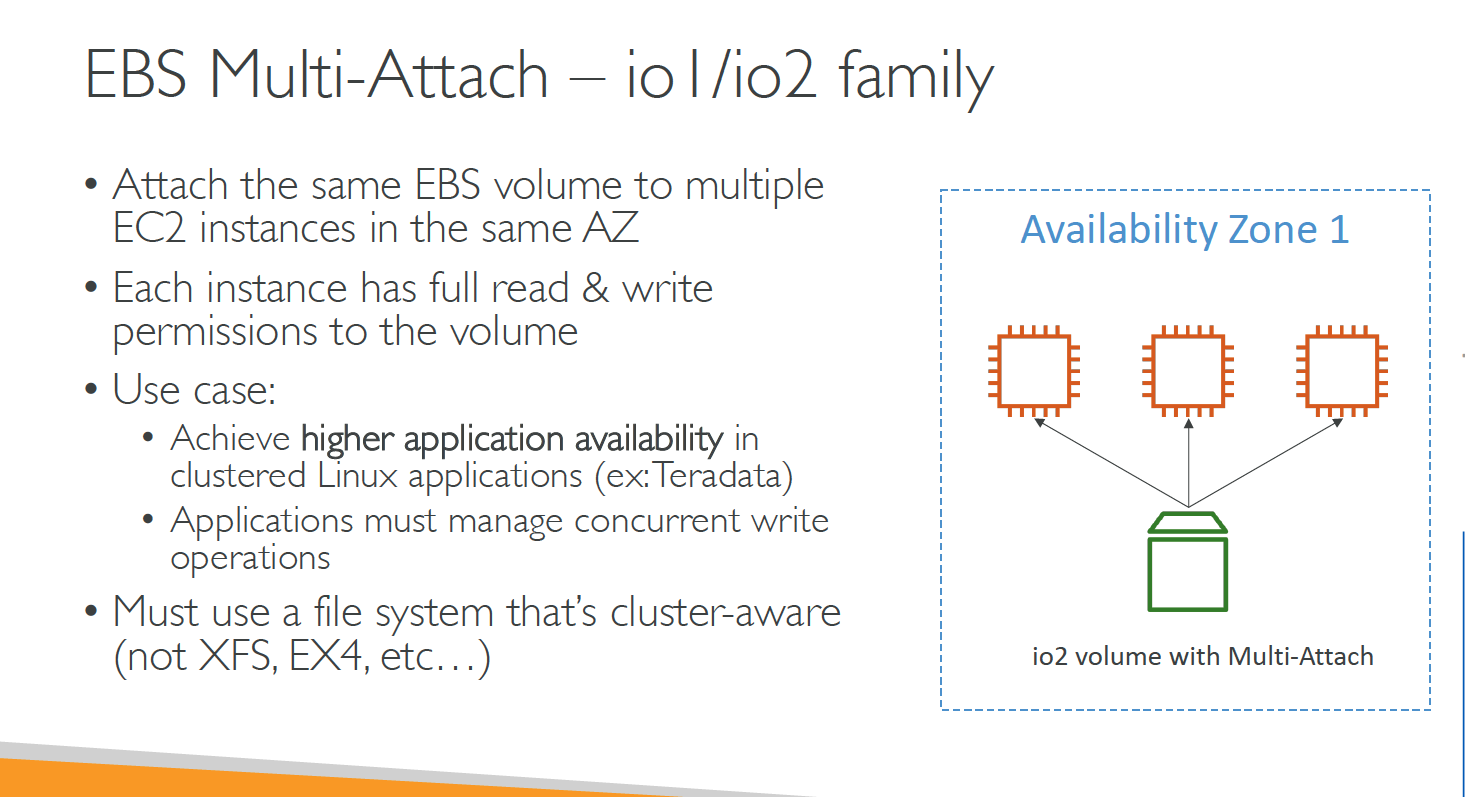 EBS Multi-Attach – io1/io2 family
• Attach the same EBS volume to multiple
EC2 instances in the same AZ
• Each instance has full read & write
permissions to the volume
• Use case:
• Achieve higher application availability in
clustered Linux applications (ex: Teradata)
• Applications must manage concurrent write
operations
• Must use a file system that’s cluster-aware
(not XFS, EX4, etc…)
Availability Zone 1
io2 volume with Multi-Attach